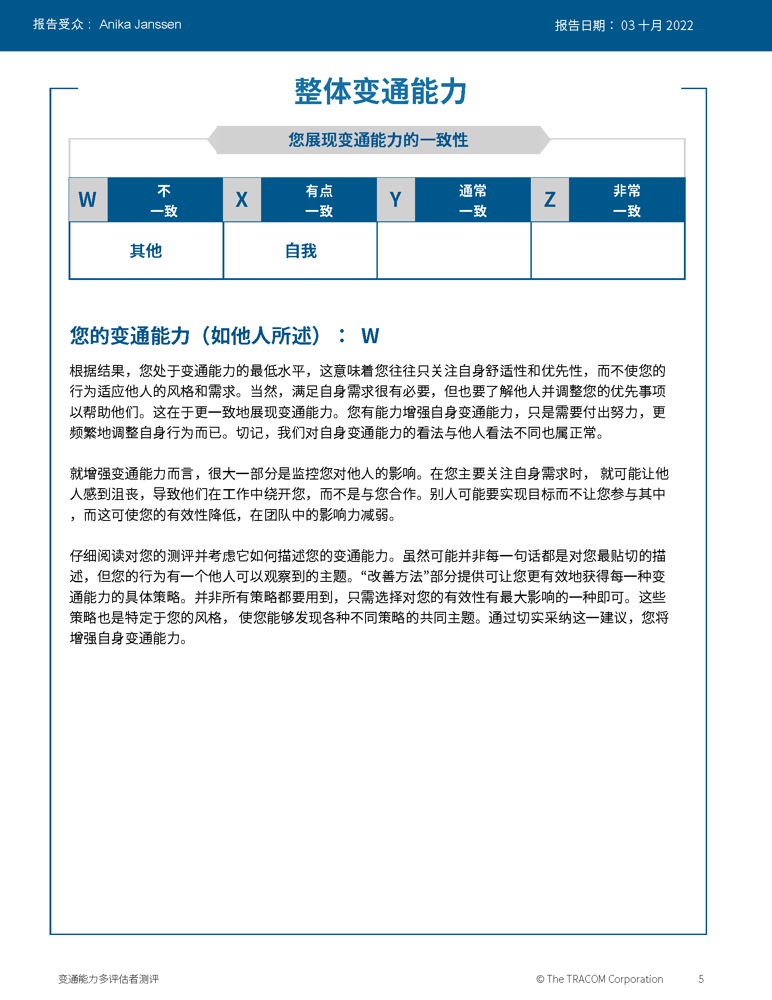 报告受众： Anika Janssen
报告日期： 03 十月 2022
整体变通能力
您展现变通能力的一致性
W 不一致 X 有点一致 Y 通常一致 Z 非常一致
其他 自我
您的变通能力（如他人所述）： W
根据结果，您处于变通能力的最低水平，这意味着您往往只关注自身舒适性和优先性，而不使您的
行为适应他人的风格和需求。当然，满足自身需求很有必要，但也要了解他人并调整您的优先事项
以帮助他们。这在于更一致地展现变通能力。您有能力增强自身变通能力，只是需要付出努力，更
频繁地调整自身行为而已。切记，我们对自身变通能力的看法与他人看法不同也属正常。
就增强变通能力而言，很大一部分是监控您对他人的影响。在您主要关注自身需求时， 就可能让他
人感到沮丧，导致他们在工作中绕开您，而不是与您合作。别人可能要实现目标而不让您参与其中
，而这可使您的有效性降低，在团队中的影响力减弱。
仔细阅读对您的测评并考虑它如何描述您的变通能力。虽然可能并非每一句话都是对您最贴切的描
述，但您的行为有一个他人可以观察到的主题。“改善方法”部分提供可让您更有效地获得每一种变
通能力的具体策略。并非所有策略都要用到，只需选择对您的有效性有最大影响的一种即可。这些
策略也是特定于您的风格， 使您能够发现各种不同策略的共同主题。通过切实采纳这一建议，您将
增强自身变通能力。
变通能力多评估者测评
© The TRACOM Corporation 5